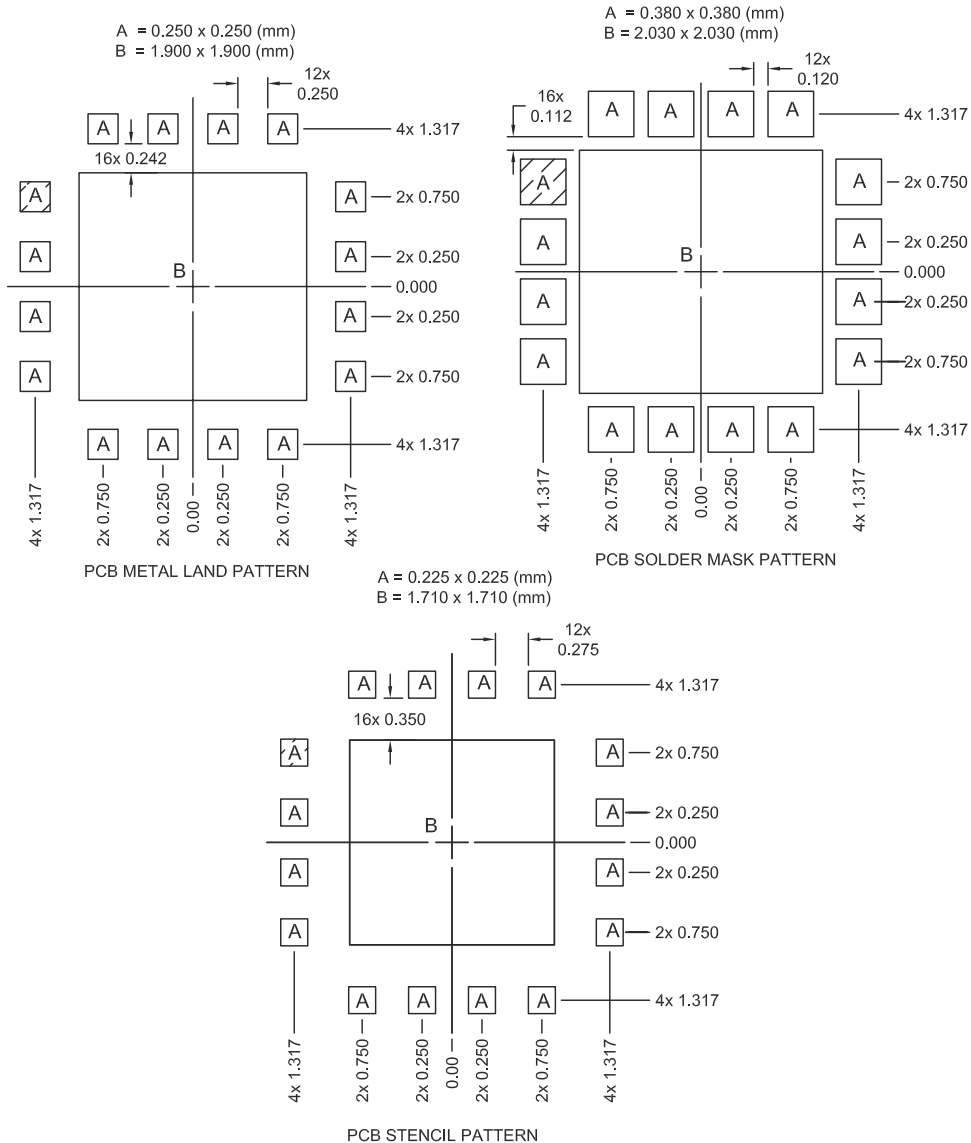 A = 0.250 x 0.250 (mm)
B = 1.900 x 1.900 (mm)
12x
0.250
A A A A
4x 1.317
16x 0.242
A A 2x 0.750
A A 2x 0.250
B 0.000
A A 2x 0.250
A A 2x 0.750
A A A A 4x 1.317
4x 1.317 2x 0.750 2x 0.250 0.00 2x 0.250 2x 0.750 4x 1.317
PCB METAL LAND PATTERN
A = 0.380 x 0.380 (mm)
B = 2.030 x 2.030 (mm)
12x
0.120
16x
0.112
A A A A 4x 1.317
A A 2x 0.750
A A 2x 0.250
B 0.000
A A 2x 0.250
A A 2x 0.750
A A A A 4x 1.317
4x 1.317 2x 0.750 2x 0.250 0.00 2x 0.250 2x 0.750 4x 1.317
PCB SOLDER MASK PATTERN
A = 0.225 x 0.225 (mm)
B = 1.710 x 1.710 (mm)
12x
0.275
A A A A 4x 1.317
16x 0.350
A A 2x 0.750
A A 2x 0.250
B 0.000
A A 2x 0.250
A A 2x 0.750
A A A A 4x 1.317
4x 1.317 2x 0.750 2x 0.250 0.00 2x 0.250 2x 0.750 4x 1.317
PCB STENCIL PATTERN